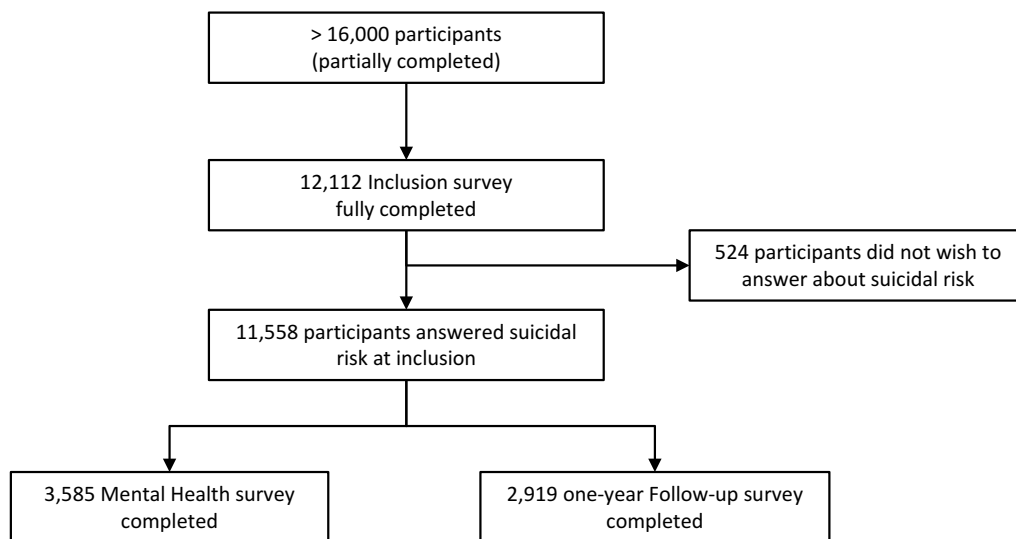 > 16,000 participants
(partially completed)
12,112 Inclusion survey
fully completed
524 participants did not wish to
answer about suicidal risk
11,558 participants answered suicidal
risk at inclusion
3,585 Mental Health survey
completed
2,919 one-year Follow-up survey
completed